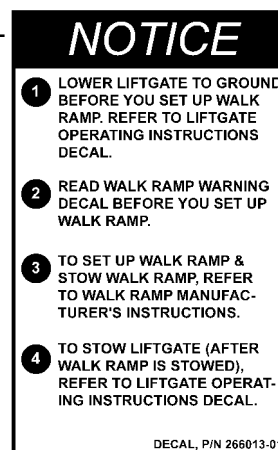 NOTICE
1 LOWER LIFTGATE TO GROUND
BEFORE YOU SET UP WALK
RAMP. REFER TO LIFTGATE
OPERATING INSTRUCTIONS
DECAL.
2 READ WALK RAMP WARNING
DECAL BEFORE YOU SET UP
WALK RAMP.
3 TO SET UP WALK RAMP &
STOW WALK RAMP, REFER
TO WALK RAMP MANUFAC-
TURER'S INSTRUCTIONS.
4 TO STOW LIFTGATE (AFTER
WALK RAMP IS STOWED),
REFER TO LIFTGATE OPERAT-
ING INSTRUCTIONS DECAL.
DECAL, P/N 266013-01